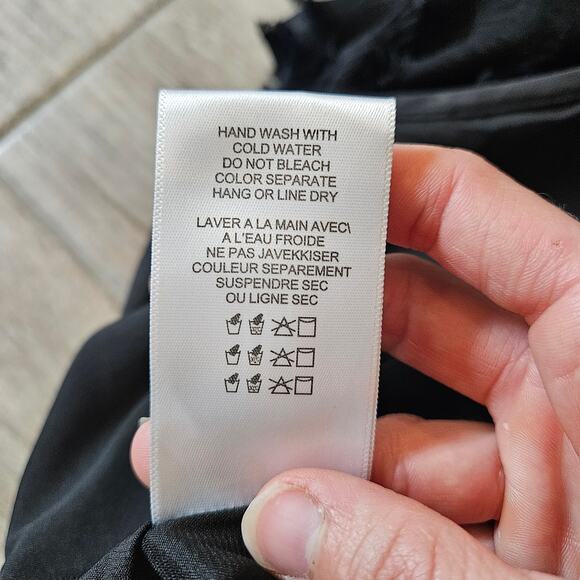 HAND WASH WITH
COLD WATER
DO NOT BLEACH
COLOR SEPARATE
HANG OR LINE DRY
LAVER A LA MAIN AVEC\
A L'EAU FROIDE
NE PAS JAVEKKISER
COULEUR SEPAREMENT
SUSPENDRE SEC
OU LIGNE SEC